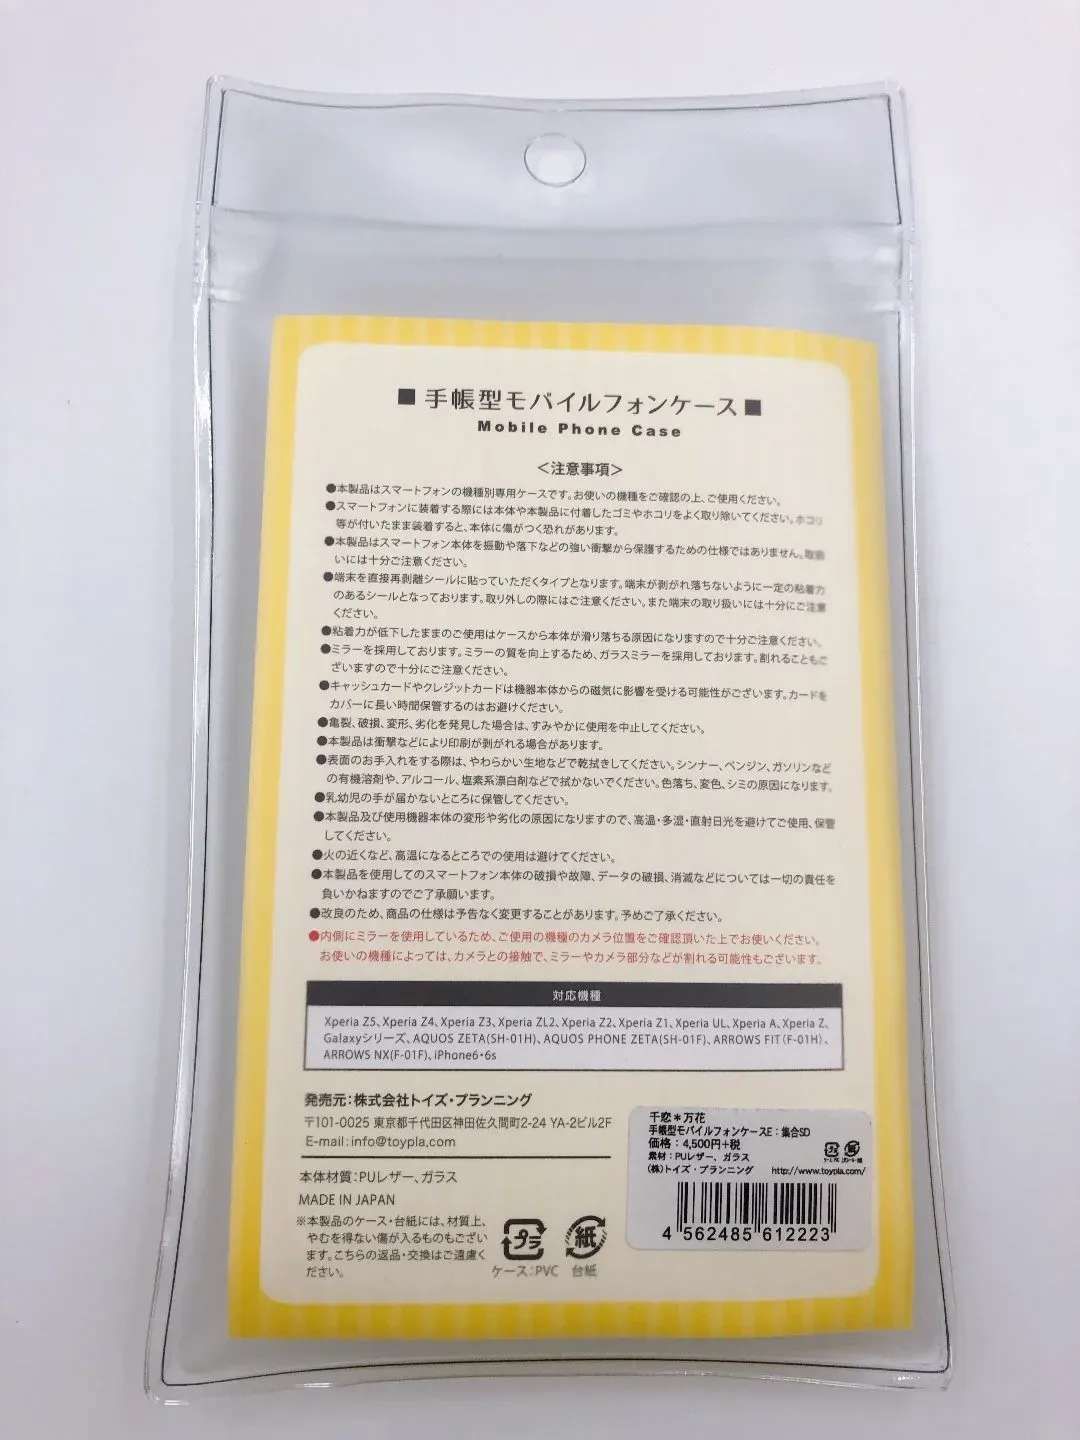 ■手帳型モバイルフォンケース■
Mobile Phone Case
＜注意事項＞
●本製品はスマートフォンの機種別専用ケースです。お使いの機種をご確認の上、ご使用ください。
●スマートフォンに装着する際には本体や本製品に付着したゴミやホコリをよく取り除いてください。ホコリ
等が付いたまま装着すると、本体に傷がつく恐れがあります。
●本製品はスマートフォン本体を振動や落下などの強い衝撃から保護するための仕様ではありません。取扱
いには十分ご注意ください。
●端末を直接再剥離シールに貼っていただくタイプとなります。端末が剥がれ落ちないように一定の粘着力
のあるシールとなっております。取り外しの際にはご注意ください。また端末の取り扱いには十分にご注意
ください。
●粘着力が低下したままのご使用はケースから本体が滑り落ちる原因になりますので十分ご注意ください。
●ミラーを採用しております。ミラーの質を向上するため、ガラスミラーを採用しております。割れることもご
ざいますので十分にご注意ください。
●キャッシュカードやクレジットカードは機器本体からの磁気に影響を受ける可能性がございます。カードを
カバーに長い時間保管するのはお避けください。
●亀裂、破損、変形、劣化を発見した場合は、すみやかに使用を中止してください。
●本製品は衝撃などにより印刷が剥がれる場合があります。
●表面のお手入れをする際は、やわらかい生地などで乾拭きしてください。シンナー、ベンジン、ガソリンなど
の有機溶剤や、アルコール、塩素系漂白剤などで拭かないでください。色落ち、変色、シミの原因になります。
●乳幼児の手が届かないところに保管してください。
●本製品及び使用機器本体の変形や劣化の原因になりますので、高温・多湿・直射日光を避けてご使用、保管
してください。
●火の近くなど、高温になるところでの使用は避けてください。
●本製品を使用してのスマートフォン本体の破損や故障、データの破損、消滅などについては一切の責任を
負いかねますのでご了承願います。
●改良のため、商品の仕様は予告なく変更することがあります。予めご了承ください。
●内側にミラーを使用しているため、ご使用の機種のカメラ位置をご確認頂いた上でお使いください。
お使いの機種によっては、カメラとの接触で、ミラーやカメラ部分などが割れる可能性もございます。
対応機種
Xperia Z5、Xperia Z4、Xperia Z3、Xperia ZL2、Xperia Z2、Xperia Z1、Xperia UL、Xperia A、Xperia Z、
Galaxyシリーズ、AQUOS ZETA(SH-01H)、AQUOS PHONE ZETA(SH-01F)、ARROWS FIT(F-01H)、
ARROWS NX(F-01F)、iPhone6・6s
発売元：株式会社トイズ・プランニング
〒101-0025 東京都千代田区神田佐久間町2-24 YA-2ビル2F
E-mail：info@toypla.com
本体材質：PUレザー、ガラス
MADE IN JAPAN
※本製品のケース・台紙には、材質上、
やむを得ない傷が入るものもござい
ます。こちらの返品・交換はご遠慮く
ださい。
プラ
ケース：PVC
紙
台紙
千恋＊万花
手帳型モバイルフォンケースE：集合SD
価格：4,500円+税
素材：PUレザー、ガラス
(株)トイズ・プランニング http://www.toypla.com/
4 562485 612223